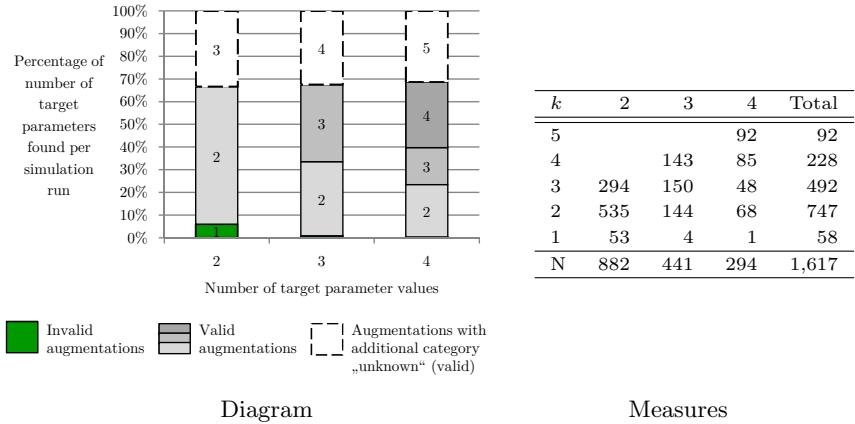 100%
90%
80%
70%
60%
50%
40%
30%
20%
10%
0%
Percentage of
number of
target
parameters
found per
simulation
run
3
4
5
2
3
4
3
2
2
1
2
3
4
Number of target parameter values
Invalid
augmentations
Valid
augmentations
Augmentations with
additional category
„unknown“ (valid)
k 2 3 4 Total
5 92 92
4 143 85 228
3 294 150 48 492
2 535 144 68 747
1 53 4 1 58
N 882 441 294 1,617
Diagram
Measures